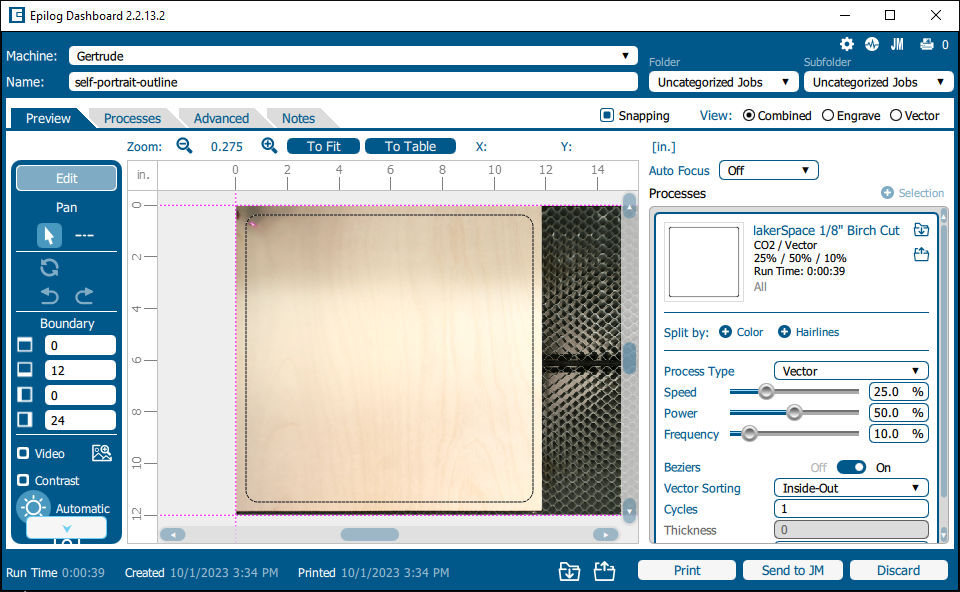 Epilog Dashboard 2.2.13.2
JM 0
Machine: Gertrude
Folder Subfolder
Name: self-portrait-outline Uncategorized Jobs Uncategorized Jobs
Preview Processes Advanced Notes Snapping View: Combined Engrave Vector
Zoom: 0.275 To Fit To Table X: Y: [in.]
Edit in. 0 2 4 6 8 10 12 14 Auto Focus Off
Processes Selection
Pan
0
2
4
6
8
10
12
Boundary
0
12
0
24
Video
Contrast
Automatic
lakerSpace 1/8" Birch Cut
CO2 / Vector
25% / 50% / 10%
Run Time: 0:00:39
All
Split by: Color Hairlines
Process Type Vector
Speed 25.0 %
Power 50.0 %
Frequency 10.0 %
Beziers Off On
Vector Sorting Inside-Out
Cycles 1
Thickness 0
Run Time 0:00:39 Created 10/1/2023 3:34 PM Printed 10/1/2023 3:34 PM Print Send to JM Discard